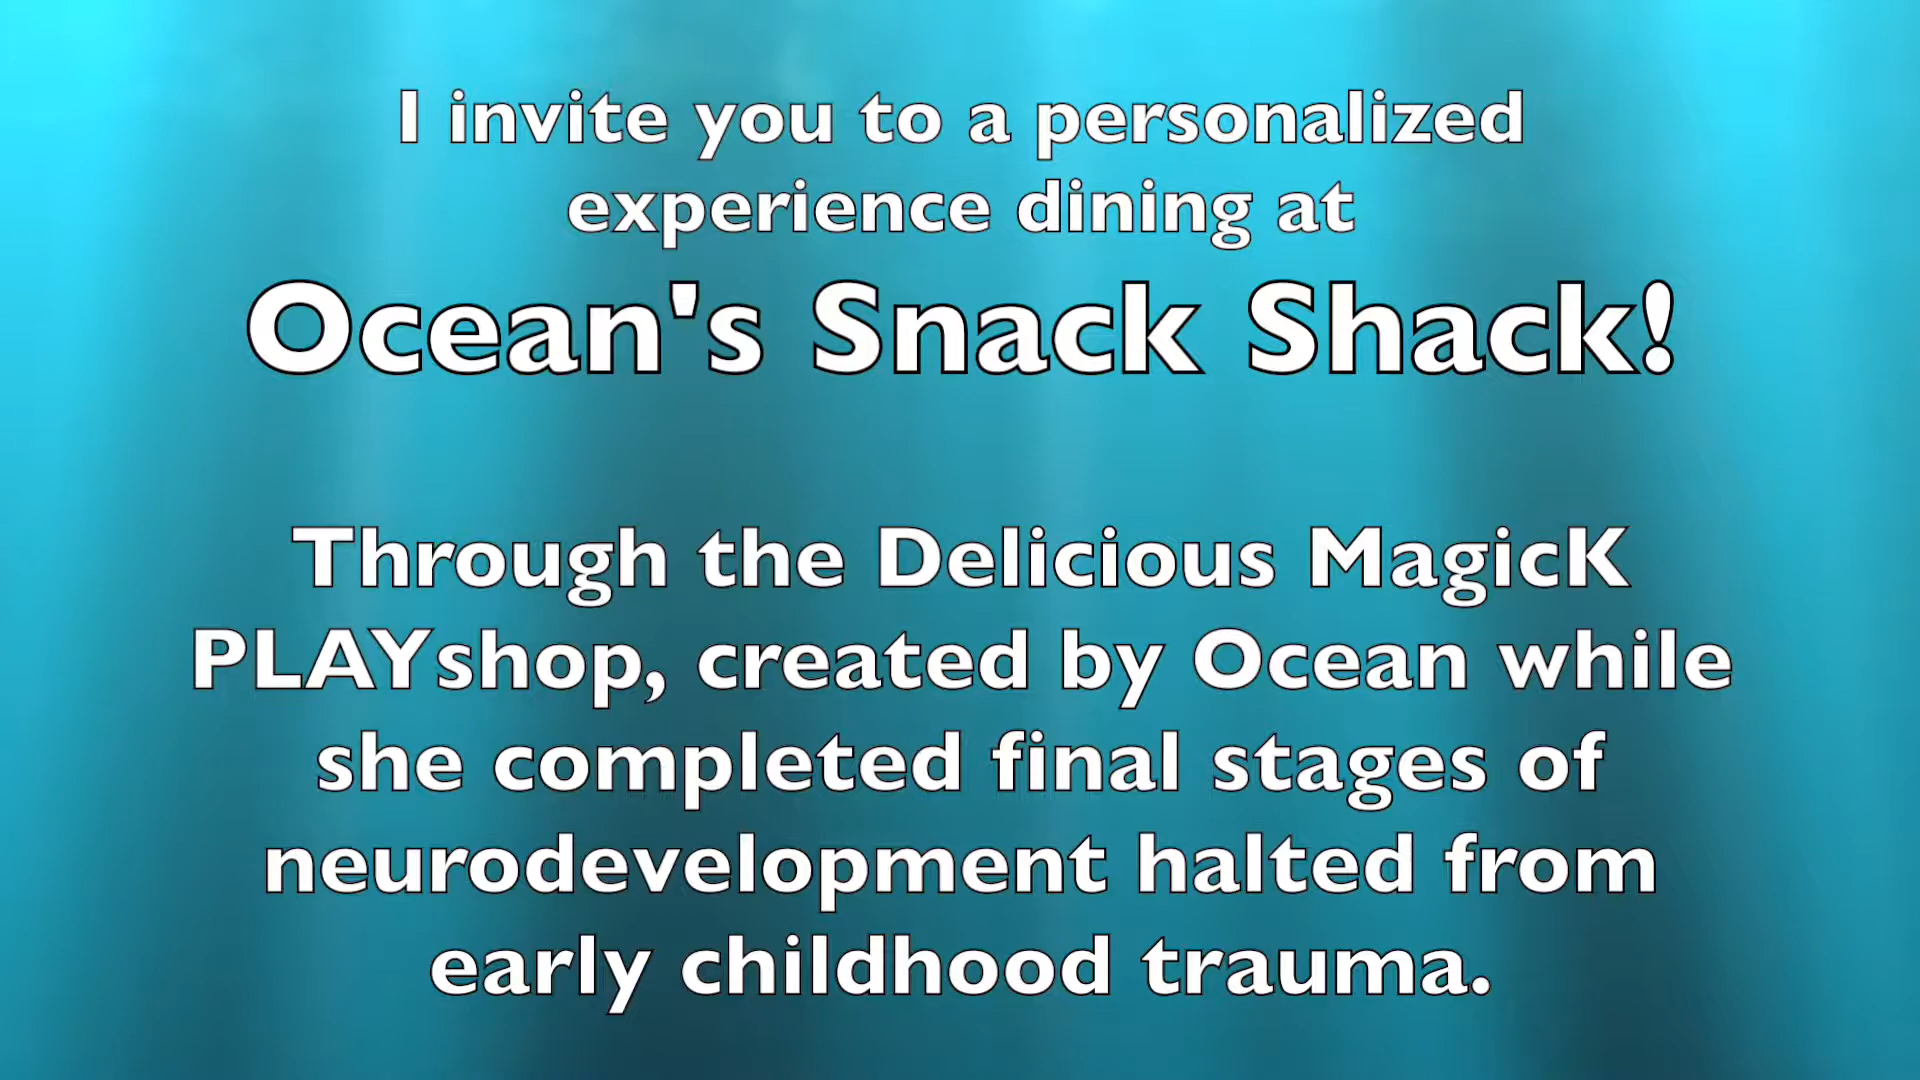 I invite you to a personalized
experience dining at
Ocean's Snack Shack!
Through the Delicious MagicK
PLAYshop, created by Ocean while
she completed final stages of
neurodevelopment halted from
early childhood trauma.